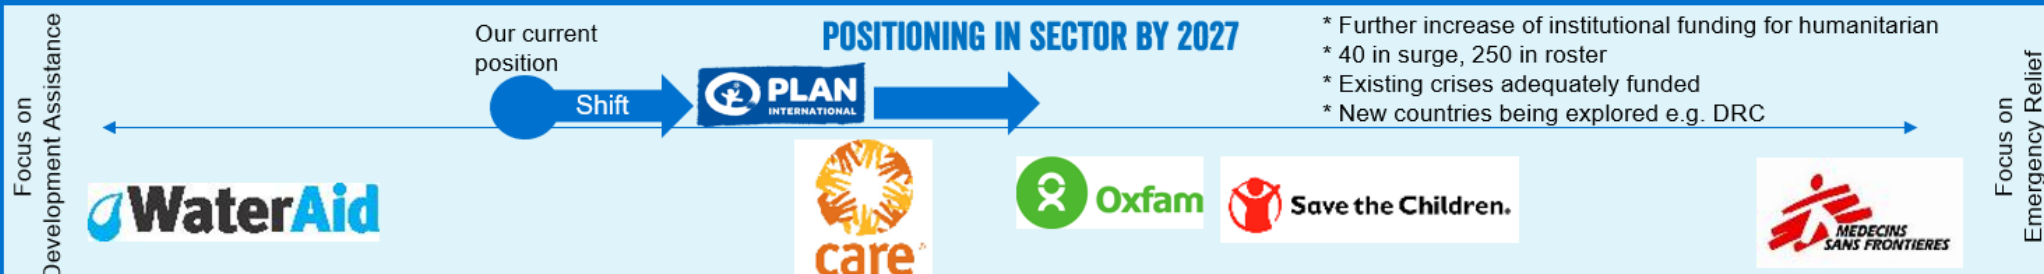 Focus on
Development Assistance
Our current
position
Shift
PLAN
INTERNATIONAL
POSITIONING IN SECTOR BY 2027
* Further increase of institutional funding for humanitarian
* 40 in surge, 250 in roster
* Existing crises adequately funded
* New countries being explored e.g. DRC
Focus on
Emergency Relief
WaterAid
care
Oxfam
Save the Children.
MEDECINS
SANS FRONTIERES